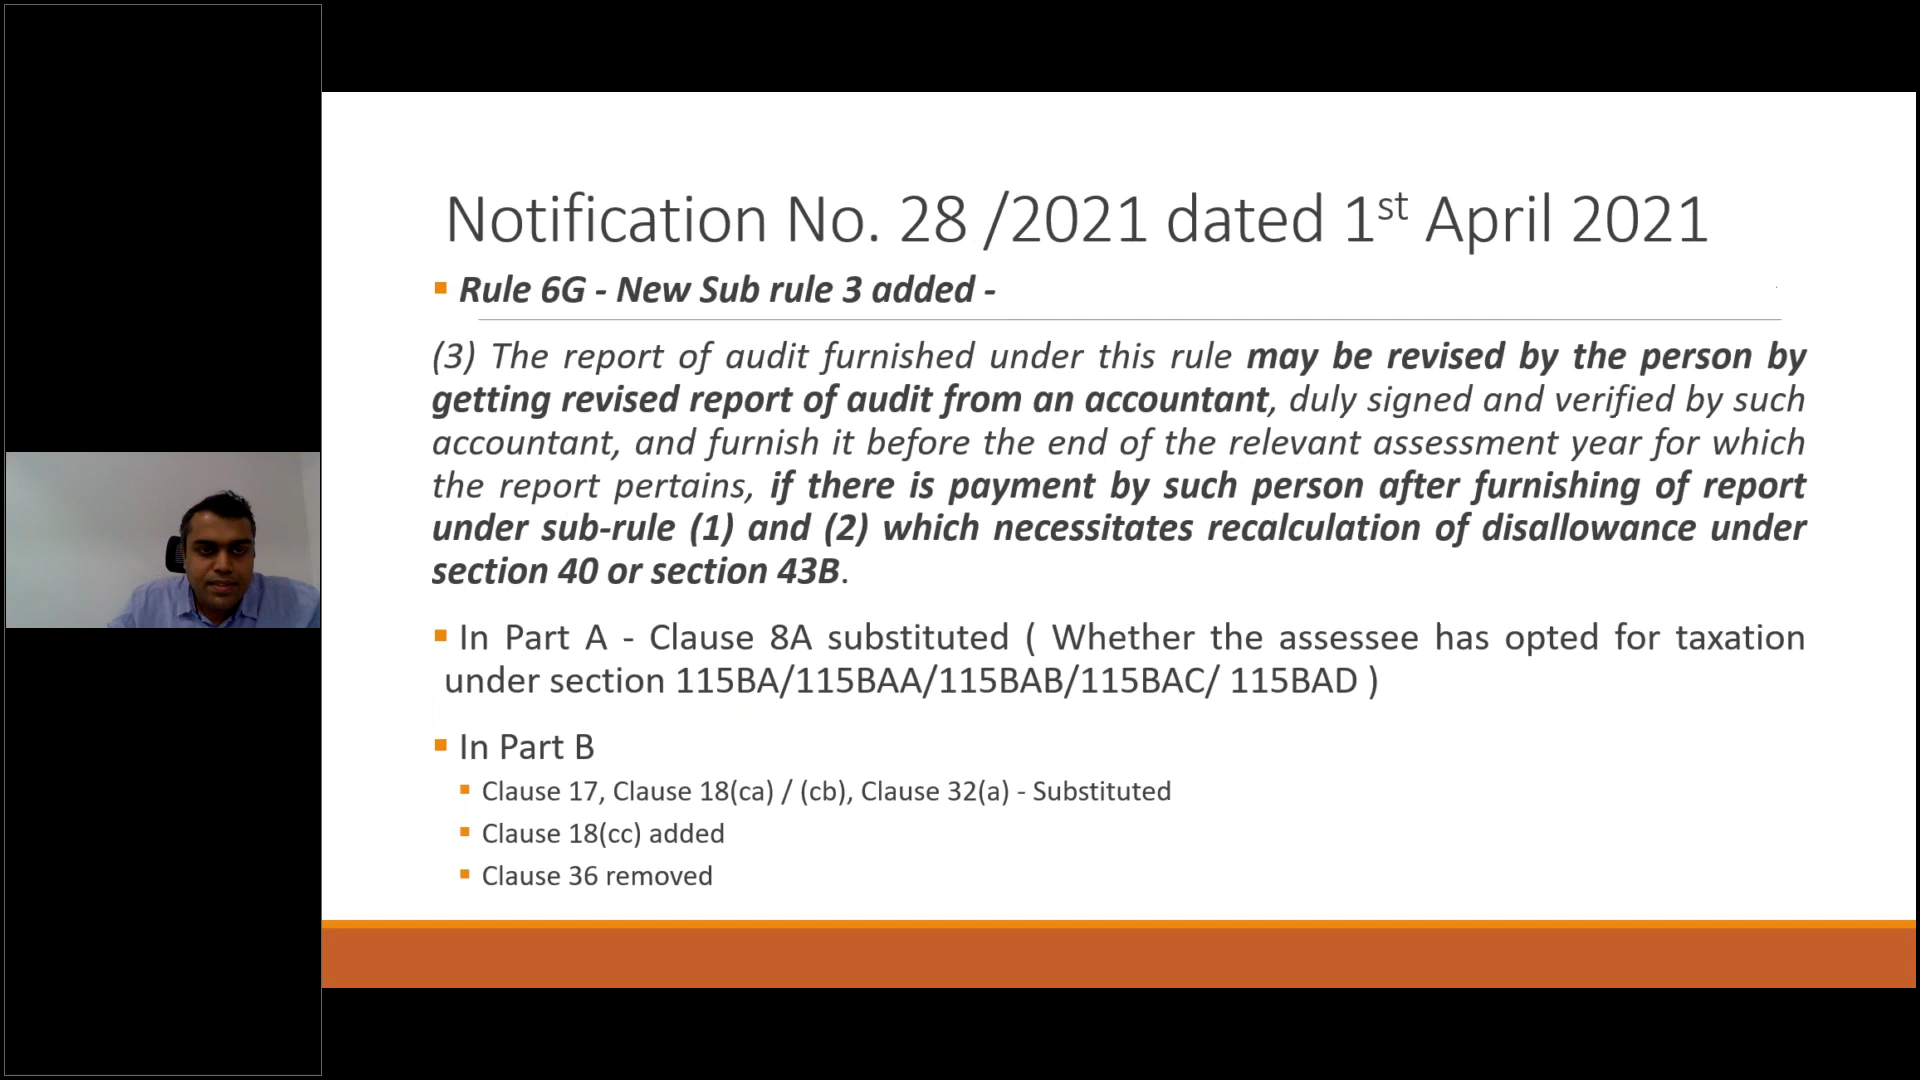 Notification No. 28 /2021 dated 1st April 2021
Rule 6G - New Sub rule 3 added -
(3) The report of audit furnished under this rule may be revised by the person by
getting revised report of audit from an accountant, duly signed and verified by such
accountant, and furnish it before the end of the relevant assessment year for which
the report pertains, if there is payment by such person after furnishing of report
under sub-rule (1) and (2) which necessitates recalculation of disallowance under
section 40 or section 43B.
In Part A - Clause 8A substituted ( Whether the assessee has opted for taxation
under section 115BA/115BAA/115BAB/115BAC/ 115BAD )
In Part B
Clause 17, Clause 18(ca) / (cb), Clause 32(a) - Substituted
Clause 18(cc) added
Clause 36 removed